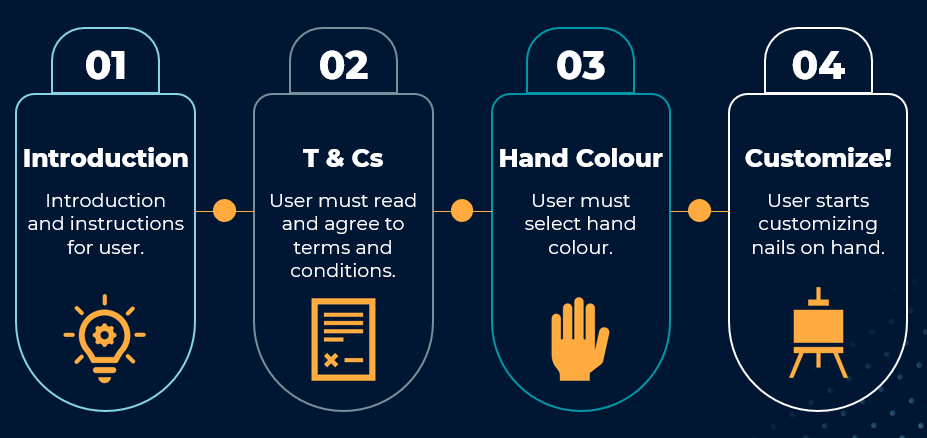 01
Introduction
Introduction
and instructions
for user.
02
T & Cs
User must read
and agree to
terms and
conditions.
03
Hand Colour
User must
select hand
colour.
04
Customize!
User starts
customizing
nails on hand.